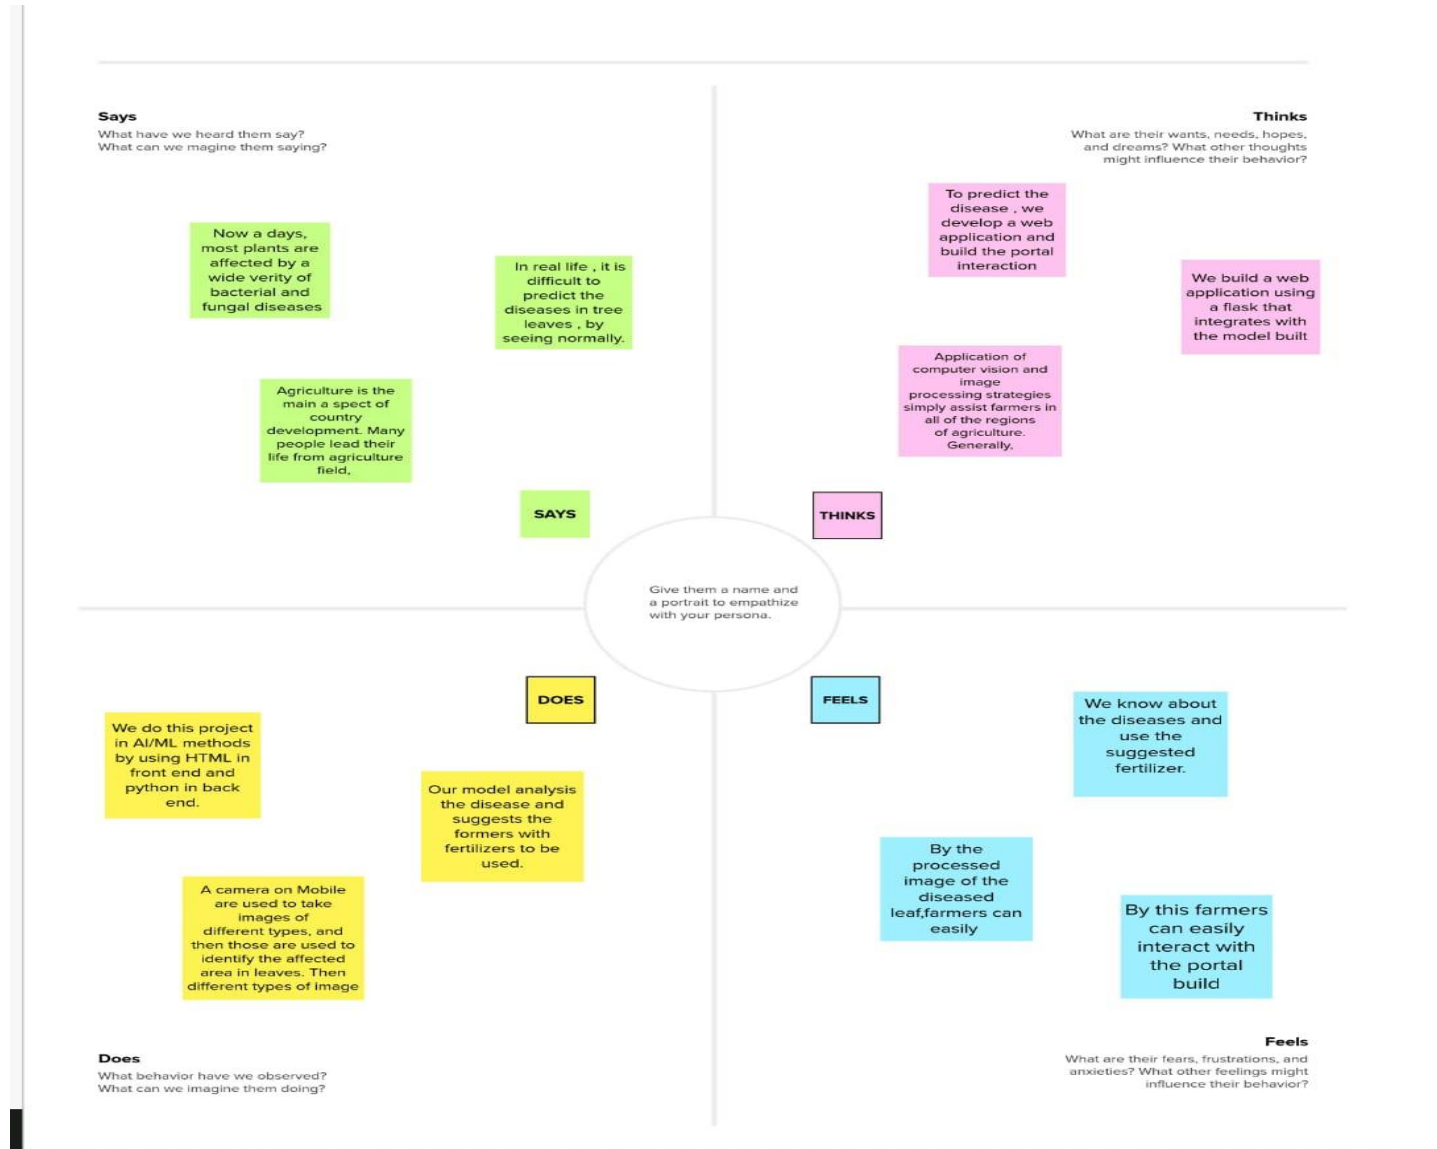 Says
What have we heard them say?
What can we magine them saying?
Now a days,
most plants are
affected by a
wide verity of
bacterial and
fungal diseases
In real life , it is
difficult to
predict the
diseases in tree
leaves , by
seeing normally.
Agriculture is the
main a spect of
country
development. Many
people lead their
life from agriculture
field,
SAYS
Thinks
What are their wants, needs, hopes,
and dreams? What other thoughts
might influence their behavior?
To predict the
disease , we
develop a web
application and
build the portal
interaction
We build a web
application using
a flask that
integrates with
the model built
Application of
computer vision and
image
processing strategies
simply assist farmers in
all of the regions
of agriculture.
Generally,
THINKS
Give them a name and
a portrait to empathize
with your persona.
DOES
We do this project
in AI/ML methods
by using HTML in
front end and
python in back
end.
Our model analysis
the disease and
suggests the
formers with
fertilizers to be
used.
A camera on Mobile
are used to take
images of
different types, and
then those are used to
identify the affected
area in leaves. Then
different types of image
Does
What behavior have we observed?
What can we imagine them doing?
FEELS
We know about
the diseases and
use the
suggested
fertilizer.
By the
processed
image of the
diseased
leaf,farmers can
easily
By this farmers
can easily
interact with
the portal
build
Feels
What are their fears, frustrations, and
anxieties? What other feelings might
influence their behavior?